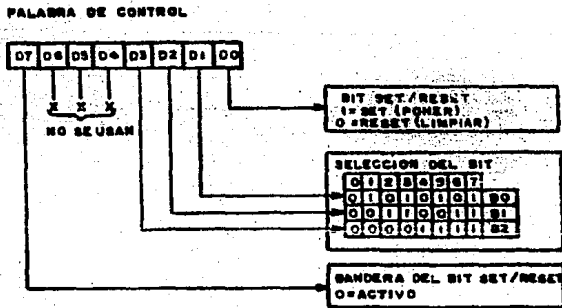 PALABRA DE CONTROL
D7 D6 D5 D4 D3 D2 D1 D0
X X X
NO SE USAN
BIT SET/RESET
1= SET (PONER)
0 =RESET (LIMPIAR)
SELECCION DEL BIT
0 1 2 3 4 5 6 7
0 1 0 1 0 1 0 1 B0
0 0 1 1 0 0 1 1 B1
0 0 0 0 1 1 1 1 B2
BANDERA DEL BIT SET/RESET
0=ACTIVO